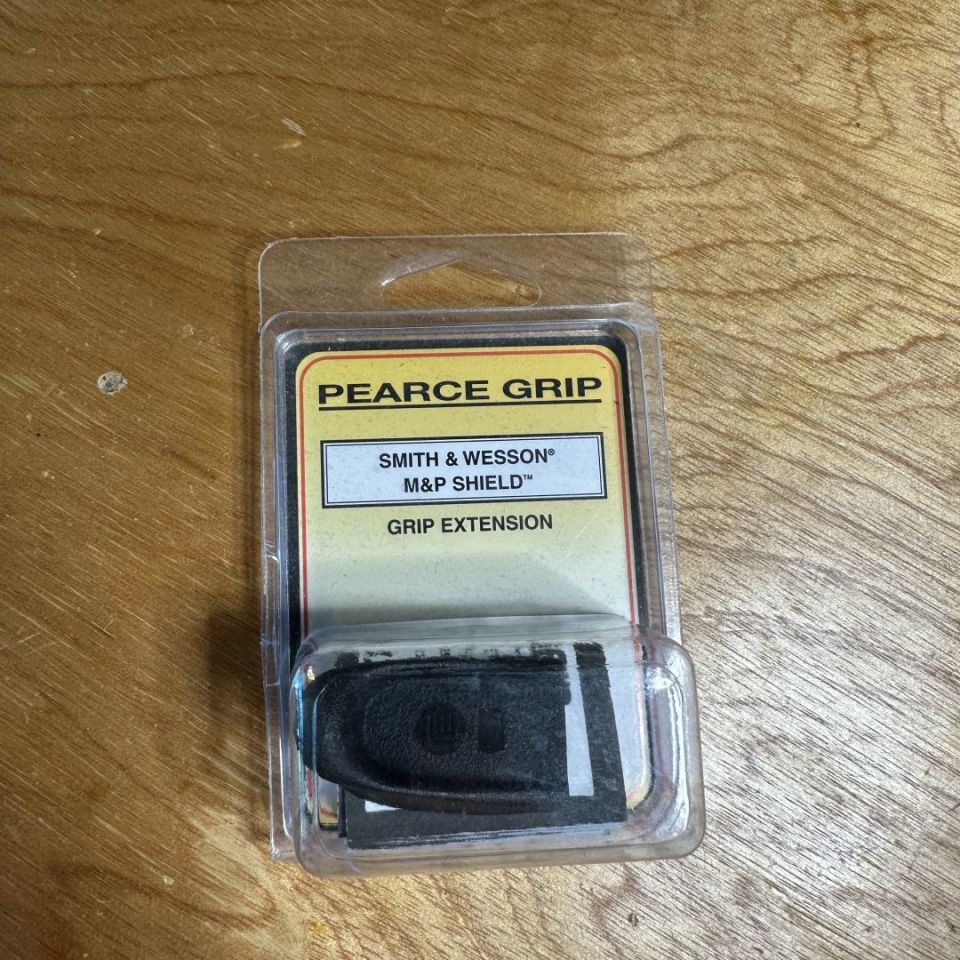 PEARCE GRIP
SMITH & WESSON®
M&P SHIELD™
GRIP EXTENSION